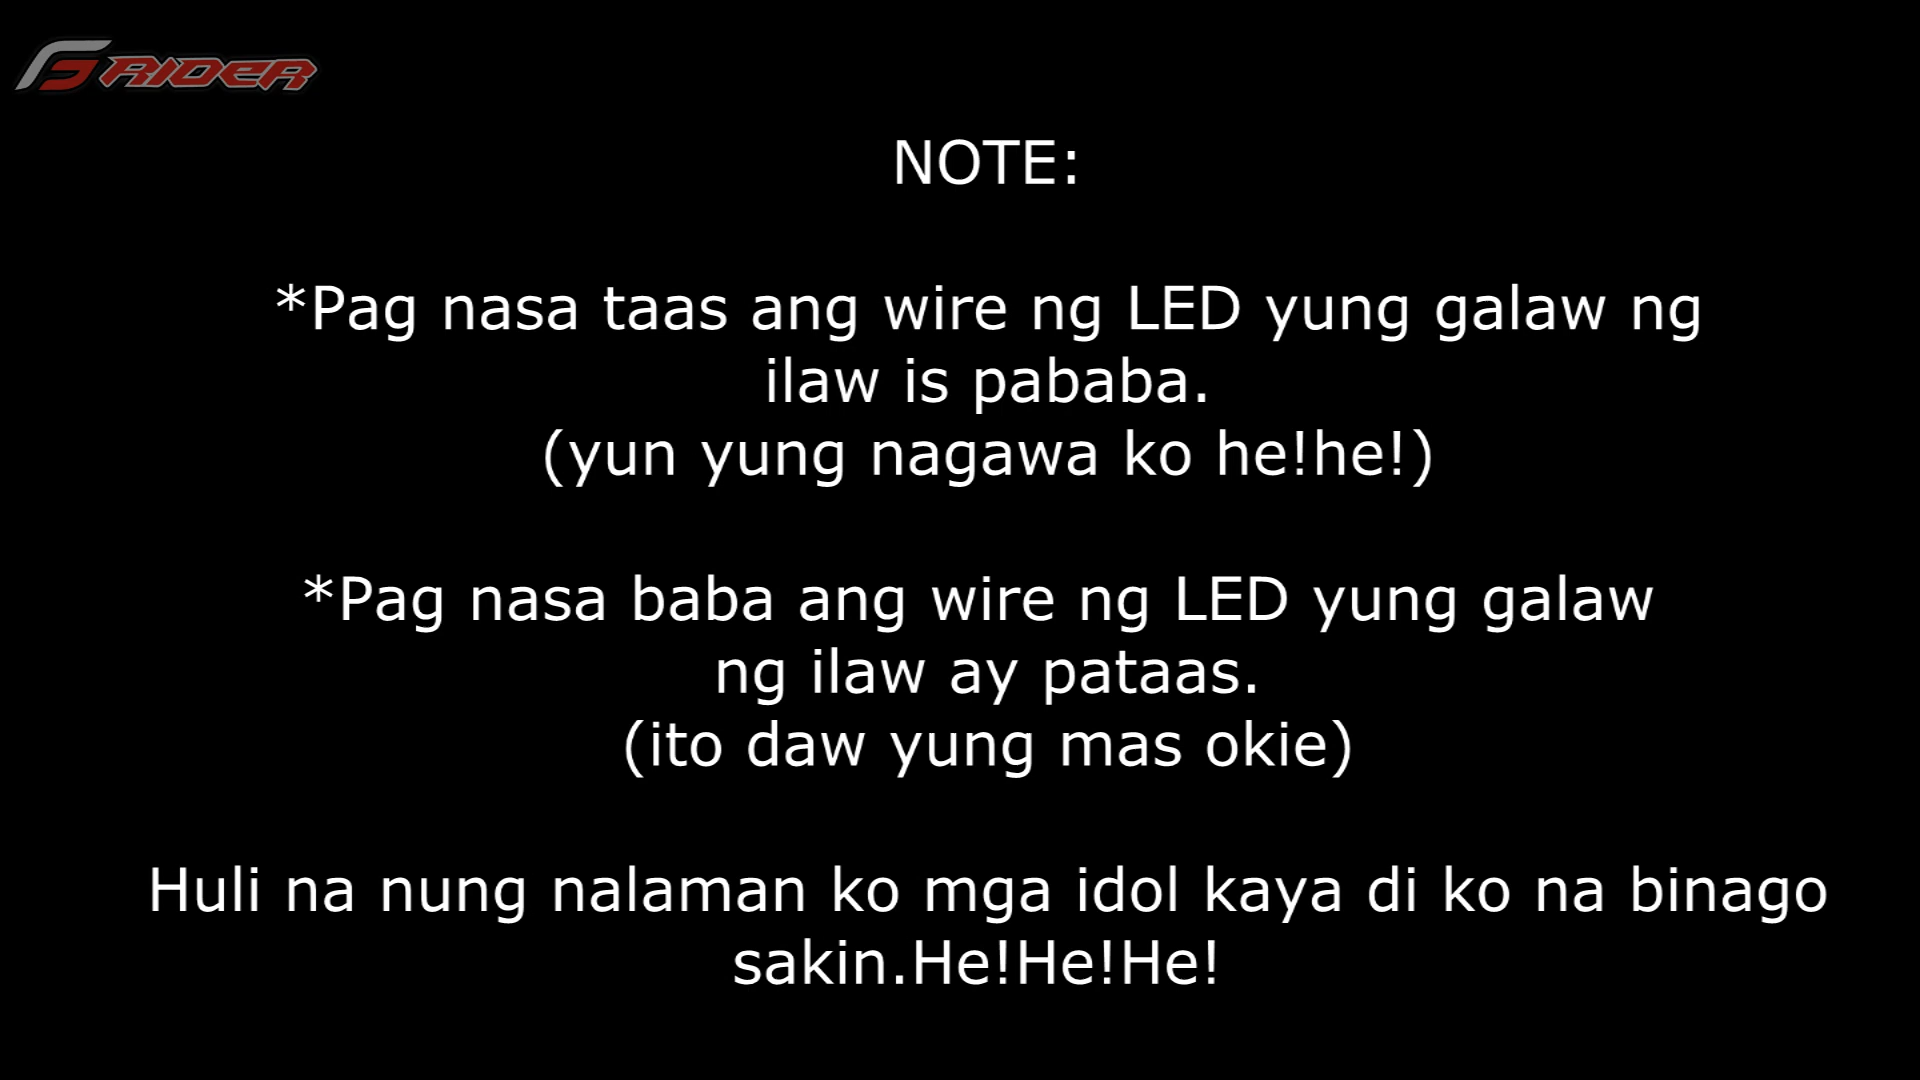 RIDER
NOTE:
*Pag nasa taas ang wire ng LED yung galaw ng
ilaw is pababa.
(yun yung nagawa ko he!he!)
*Pag nasa baba ang wire ng LED yung galaw
ng ilaw ay pataas.
(ito daw yung mas okie)
Huli na nung nalaman ko mga idol kaya di ko na binago
sakin.He!He!He!